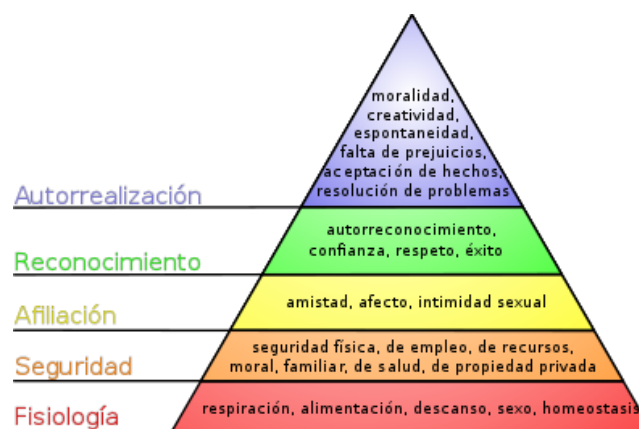 moralidad,
creatividad,
espontaneidad,
falta de prejuicios,
aceptación de hechos,
resolución de problemas
Autorrealización
autorreconocimiento,
confianza, respeto, éxito
Reconocimiento
amistad, afecto, intimidad sexual
Afiliación
seguridad física, de empleo, de recursos,
moral, familiar, de salud, de propiedad privada
Seguridad
respiración, alimentación, descanso, sexo, homeostasis
Fisiología